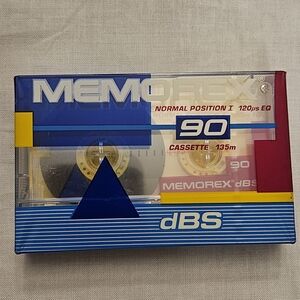 MEMOREX
NORMAL POSITION I 120µs EQ
90
CASSETTE 135m
90
MEMOREX dBS
dBS